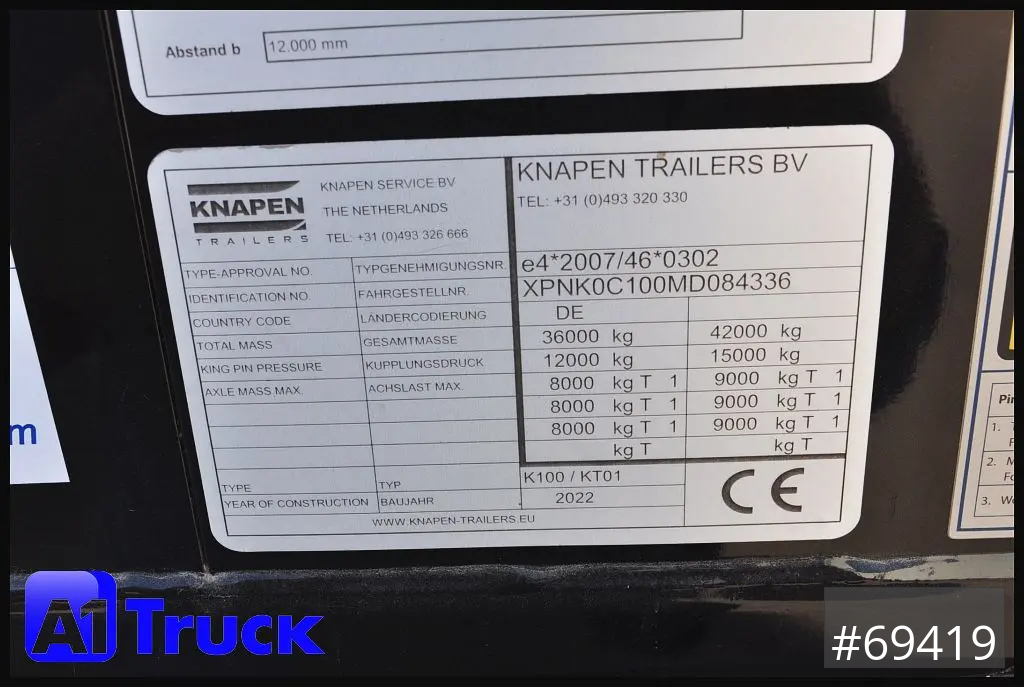 Abstand b 12.000 mm
KNAPEN
TRAILERS
KNAPEN SERVICE BV
THE NETHERLANDS
TEL: +31 (0)493 326 666
KNAPEN TRAILERS BV
TEL: +31 (0)493 320 330
TYPE-APPROVAL NO. TYPGENEHMIGUNGSNR. e4*2007/46*0302
IDENTIFICATION NO. FAHRGESTELLNR. XPNK0C100MD084336
COUNTRY CODE LÄNDERCODIERUNG DE
TOTAL MASS GESAMTMASSE 36000 kg 42000 kg
KING PIN PRESSURE KUPPLUNGSDRUCK 12000 kg 15000 kg
AXLE MASS MAX. ACHSLAST MAX. 8000 kg T 1 9000 kg T 1
8000 kg T 1 9000 kg T 1
8000 kg T 1 9000 kg T 1
kg T kg T
TYPE TYP K100 / KT01
YEAR OF CONSTRUCTION BAUJAHR 2022
CE
WWW.KNAPEN-TRAILERS.EU
m
1.
2.
3.
A1 Truck
#69419